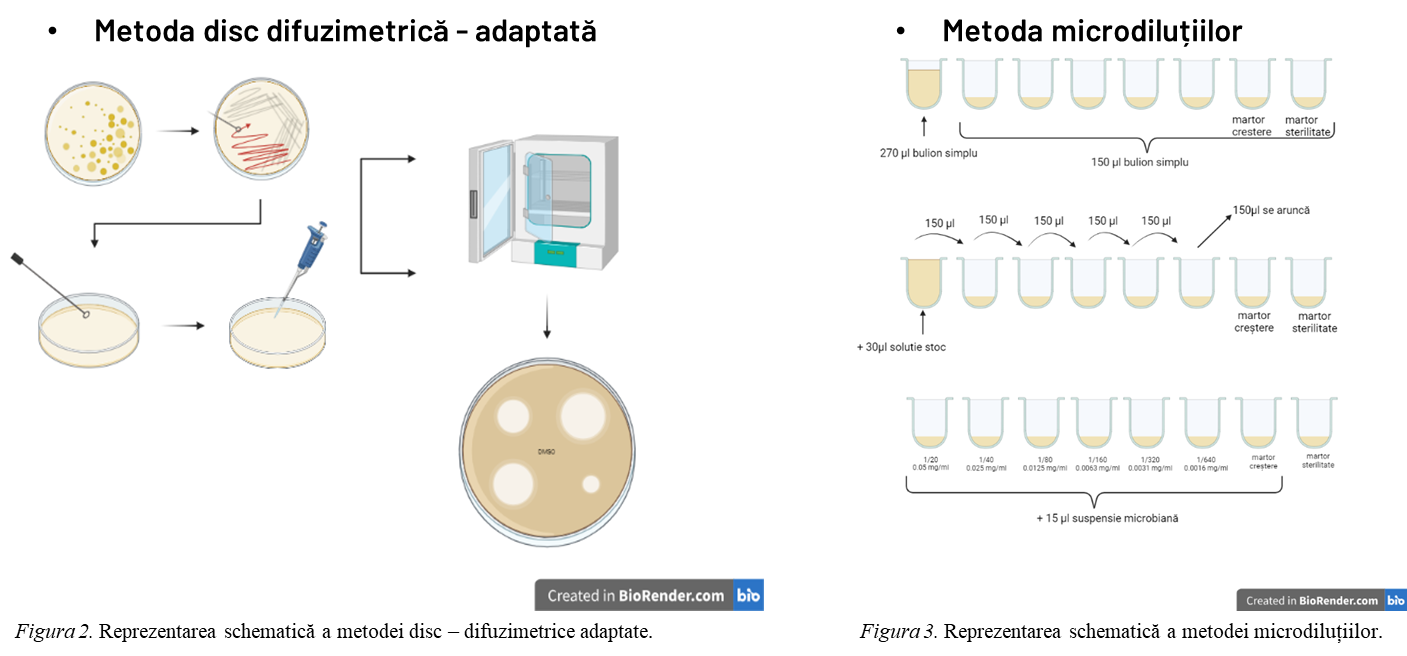 • Metoda disc difuzimetrică - adaptată
DMSO
Created in BioRender.com bio
Figura 2. Reprezentarea schematică a metodei disc – difuzimetrice adaptate.
• Metoda microdiluțiilor
martor
crestere
martor
sterilitate
270 µl bulion simplu
150 µl bulion simplu
150 µl
150 µl
150 µl
150 µl
150 µl
150µl se aruncă
martor
creștere
martor
sterilitate
+ 30µl solutie stoc
1/20
0.05 mg/ml
1/40
0.025 mg/ml
1/80
0.0125 mg/ml
1/160
0.0063 mg/ml
1/320
0.0031 mg/ml
1/640
0.0016 mg/ml
martor
creștere
martor
sterilitate
+ 15 µl suspensie microbiană
Created in BioRender.com bio
Figura 3. Reprezentarea schematică a metodei microdiluțiilor.